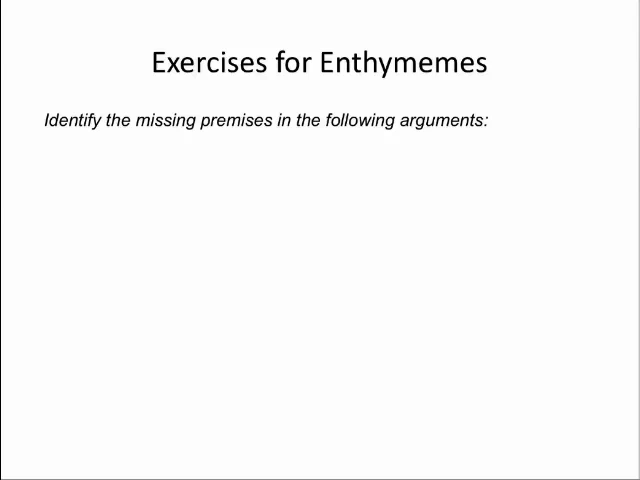 Exercises for Enthymemes
Identify the missing premises in the following arguments: